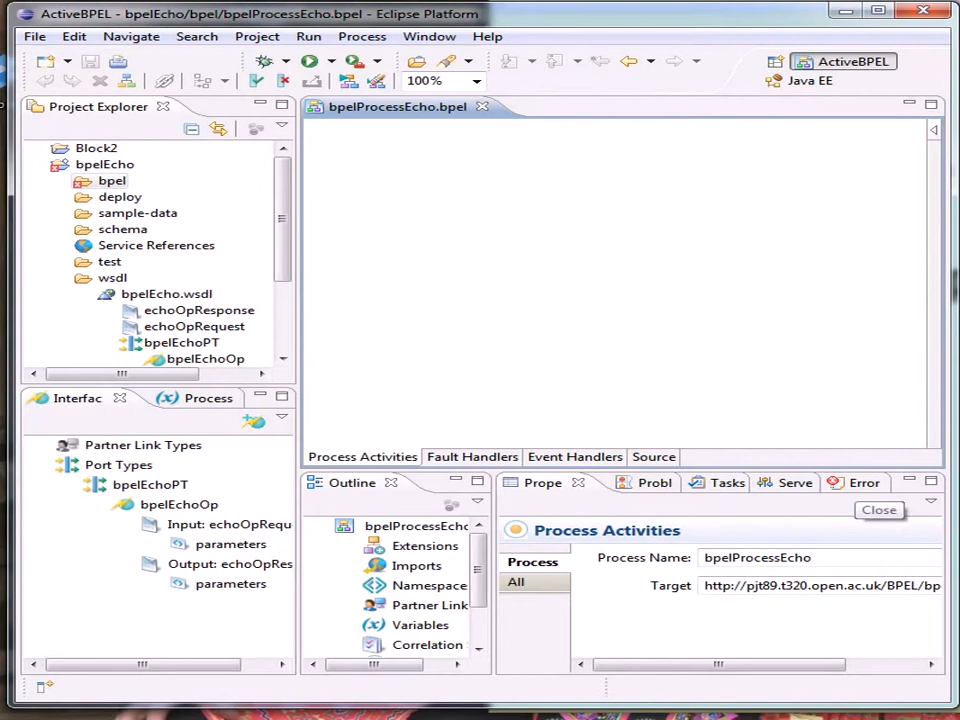 ActiveBPEL - bpelEcho/bpel/bpelProcessEcho.bpel - Eclipse Platform
File Edit Navigate Search Project Run Process Window Help
ActiveBPEL
100%
Java EE
Project Explorer
bpelProcessEcho.bpel
Block2
bpelEcho
bpel
deploy
sample-data
schema
Service References
test
wsdl
bpelEcho.wsdl
echoOpResponse
echoOpRequest
bpelEchoPT
bpelEchoOp
Interfac
Process
Partner Link Types
Port Types
bpelEchoPT
bpelEchoOp
Input: echoOpRequ
parameters
Output: echoOpRes
parameters
Process Activities Fault Handlers Event Handlers Source
Outline
bpelProcessEcho
Extensions
Imports
Namespace
Partner Link
Variables
Correlation
Prope Probl Tasks Serve Error
Close
Process Activities
Process
All
Process Name: bpelProcessEcho
Target http://pjt89.t320.open.ac.uk/BPEL/bp